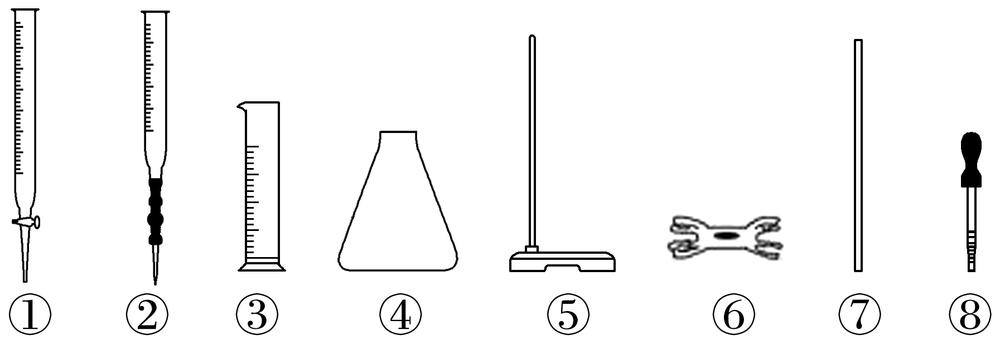 ① ② ③ ④ ⑤ ⑥ ⑦ ⑧